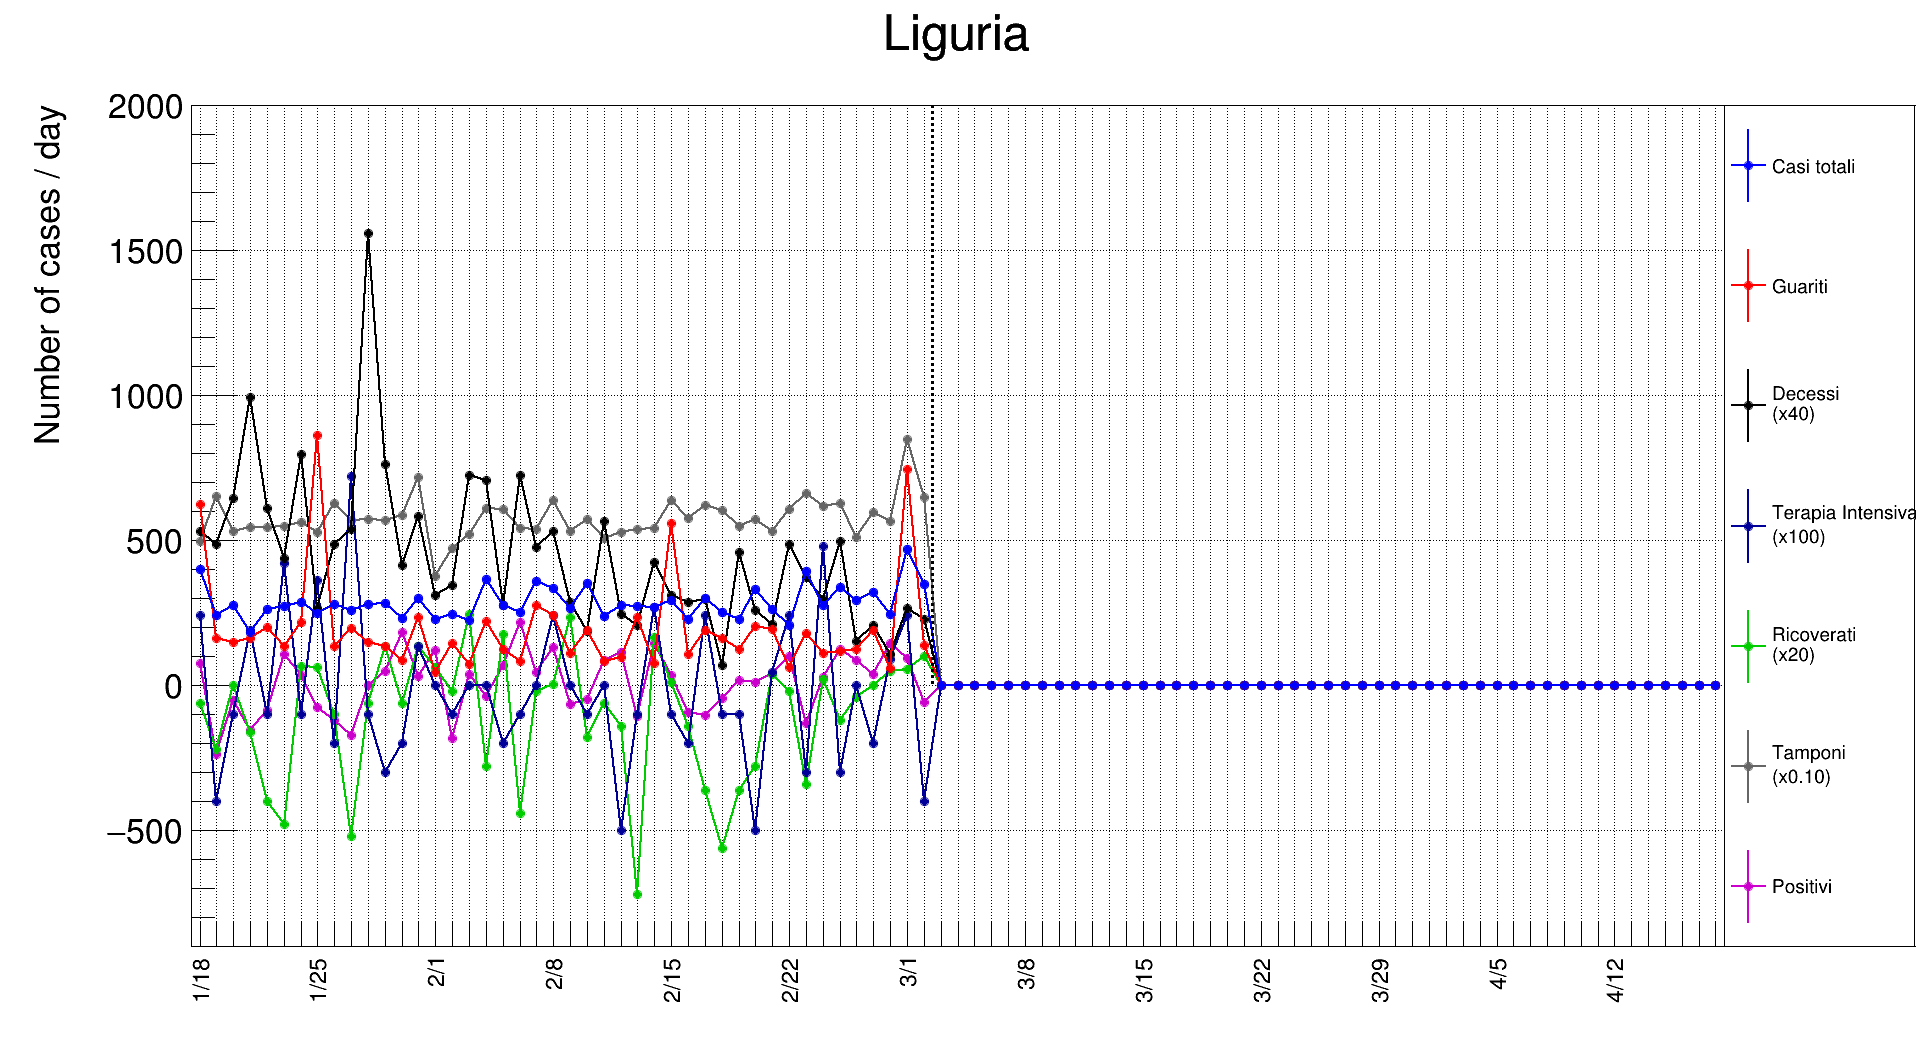 Liguria
Number of cases / day
2000
1500
1000
500
0
−500
1/18
1/25
2/1
2/8
2/15
2/22
3/1
3/8
3/15
3/22
3/29
4/5
4/12
Casi totali
Guariti
Decessi
(x40)
Terapia Intensiva
(x100)
Ricoverati
(x20)
Tamponi
(x0.10)
Positivi